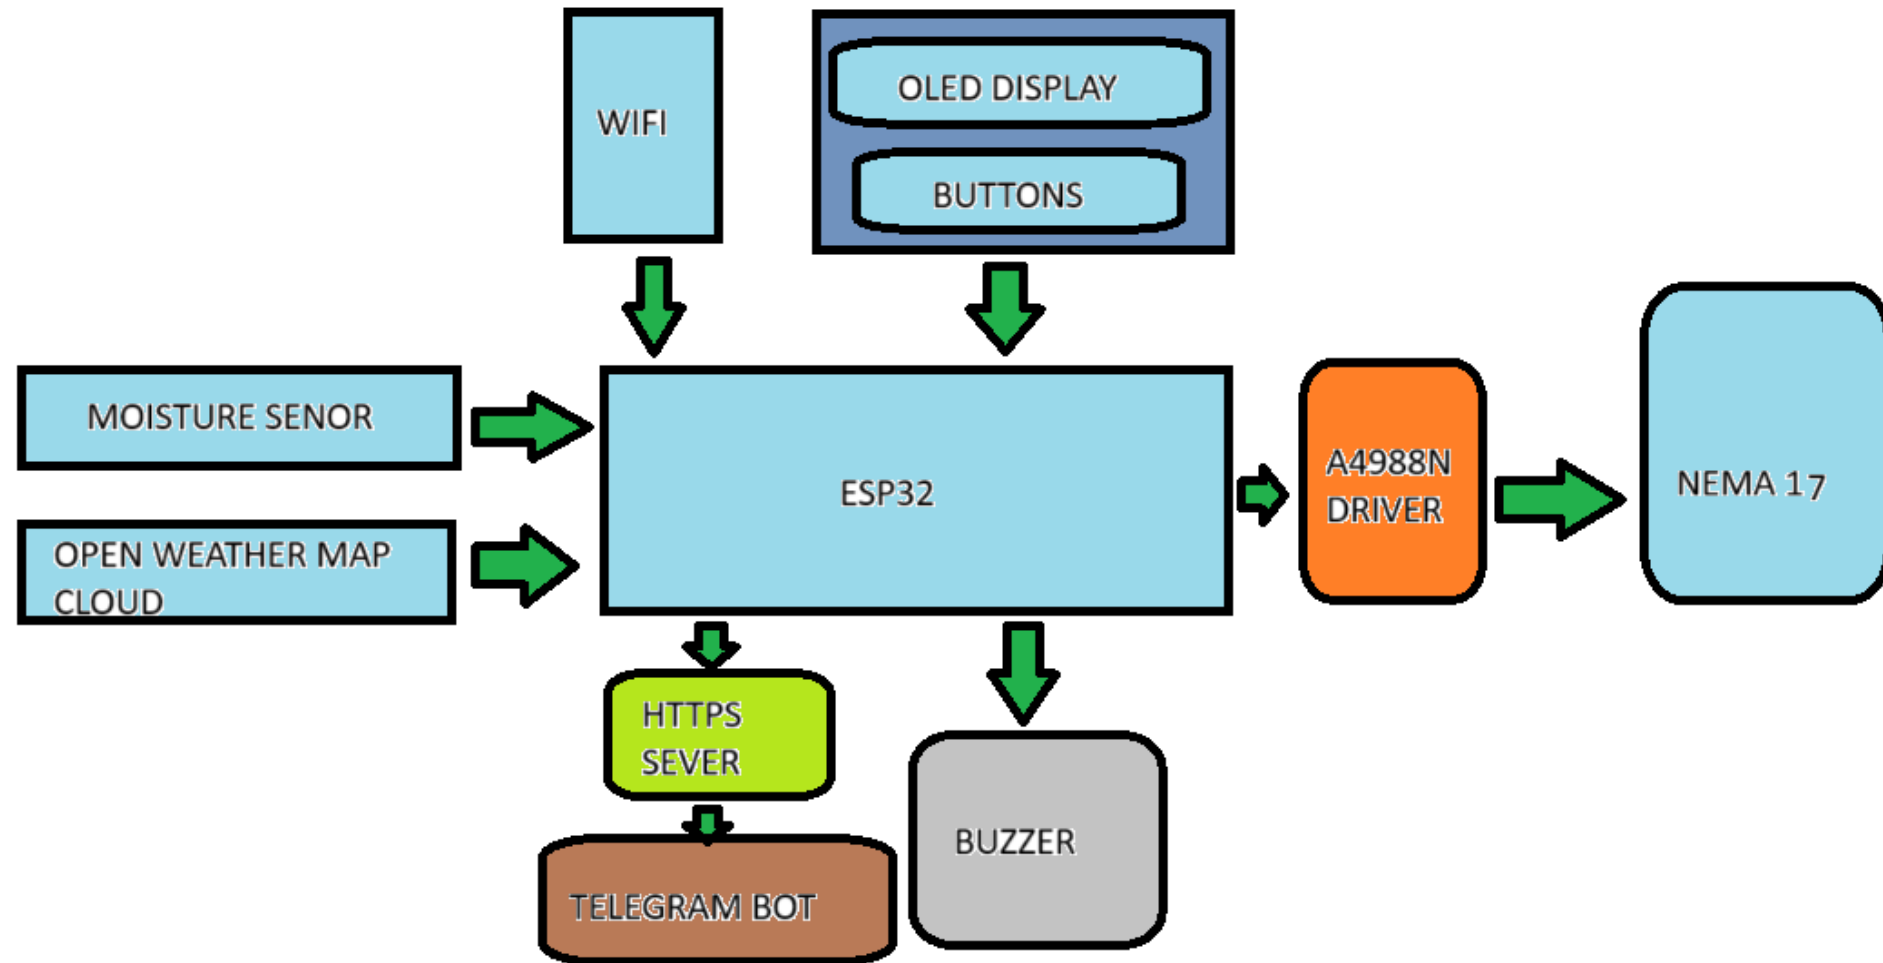 WIFI
OLED DISPLAY
BUTTONS
MOISTURE SENOR
OPEN WEATHER MAP
CLOUD
ESP32
A4988N
DRIVER
NEMA 17
HTTPS
SEVER
BUZZER
TELEGRAM BOT